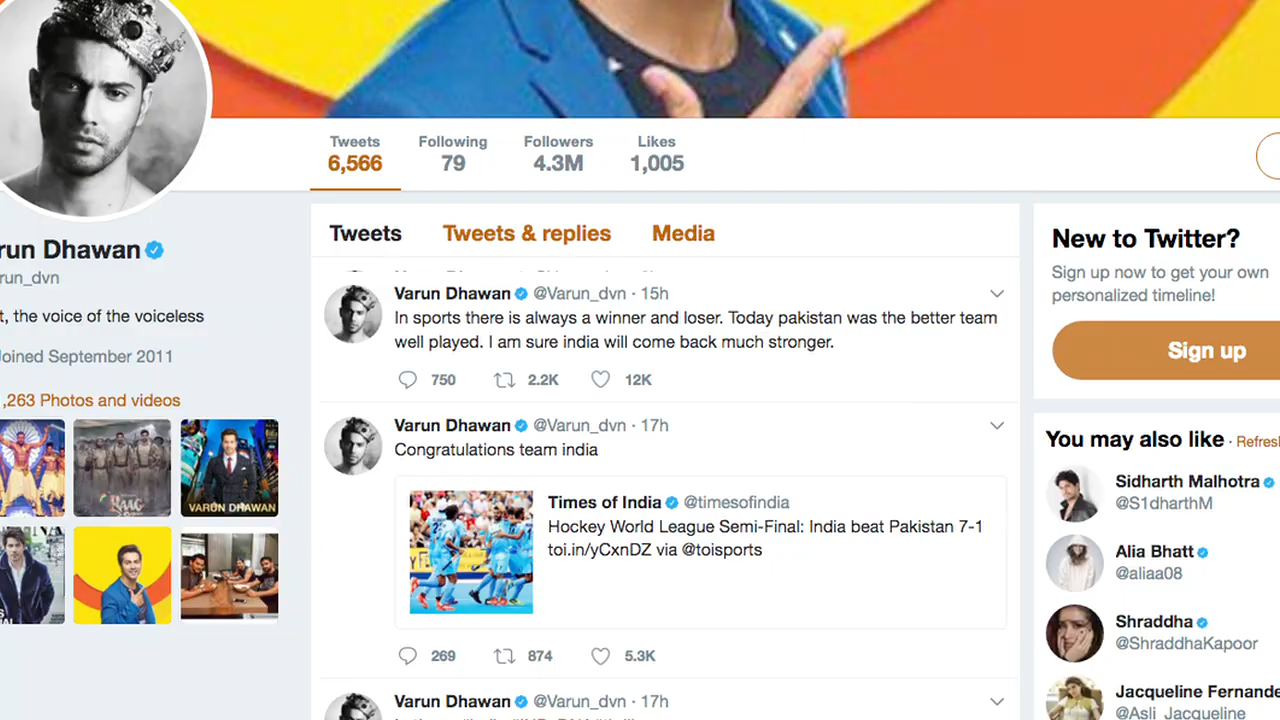 Tweets Following Followers Likes
6,566 79 4.3M 1,005
run Dhawan
run_dvn
t, the voice of the voiceless
Joined September 2011
,263 Photos and videos
VARUN DHAWAN
Tweets Tweets & replies Media
Varun Dhawan @Varun_dvn · 15h
In sports there is always a winner and loser. Today pakistan was the better team
well played. I am sure india will come back much stronger.
750 2.2K 12K
Varun Dhawan @Varun_dvn · 17h
Congratulations team india
Times of India @timesofindia
Hockey World League Semi-Final: India beat Pakistan 7-1
toi.in/yCxnDZ via @toisports
269 874 5.3K
Varun Dhawan @Varun_dvn · 17h
New to Twitter?
Sign up now to get your own
personalized timeline!
Sign up
You may also like · Refresh
Sidharth Malhotra
@S1dharthM
Alia Bhatt
@aliaa08
Shraddha
@ShraddhaKapoor
Jacqueline Fernande
@Asli_Jacqueline